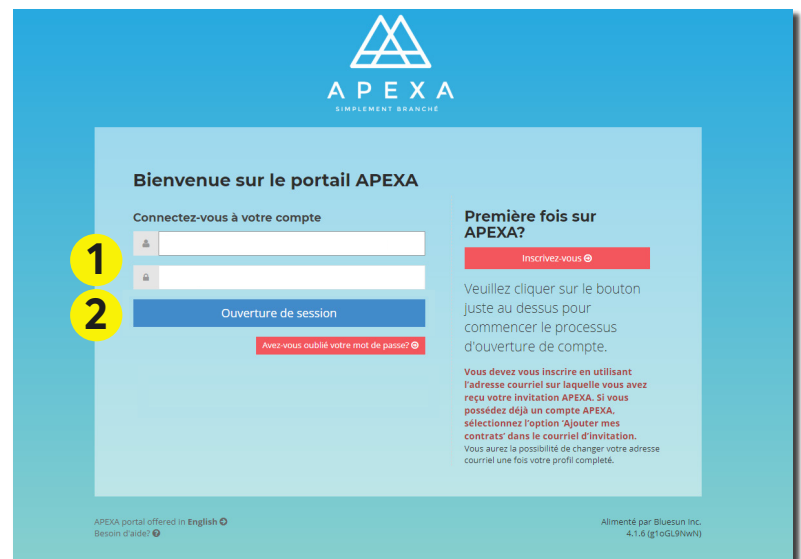 APEXA
SIMPLEMENT BRANCHÉ
Bienvenue sur le portail APEXA
Connectez-vous à votre compte
1
2
Ouverture de session
Avez-vous oublié votre mot de passe?
Première fois sur
APEXA?
Inscrivez-vous
Veuillez cliquer sur le bouton
juste au dessus pour
commencer le processus
d'ouverture de compte.
Vous devez vous inscrire en utilisant
l'adresse courriel sur laquelle vous avez
reçu votre invitation APEXA. Si vous
possédez déjà un compte APEXA,
sélectionnez l'option 'Ajouter mes
contrats' dans le courriel d'invitation.
Vous aurez la possibilité de changer votre adresse
courriel une fois votre profil completé.
APEXA portal offered in English
Besoin d'aide?
Alimenté par Bluesun Inc.
4.1.6 (g1oGL9NwN)